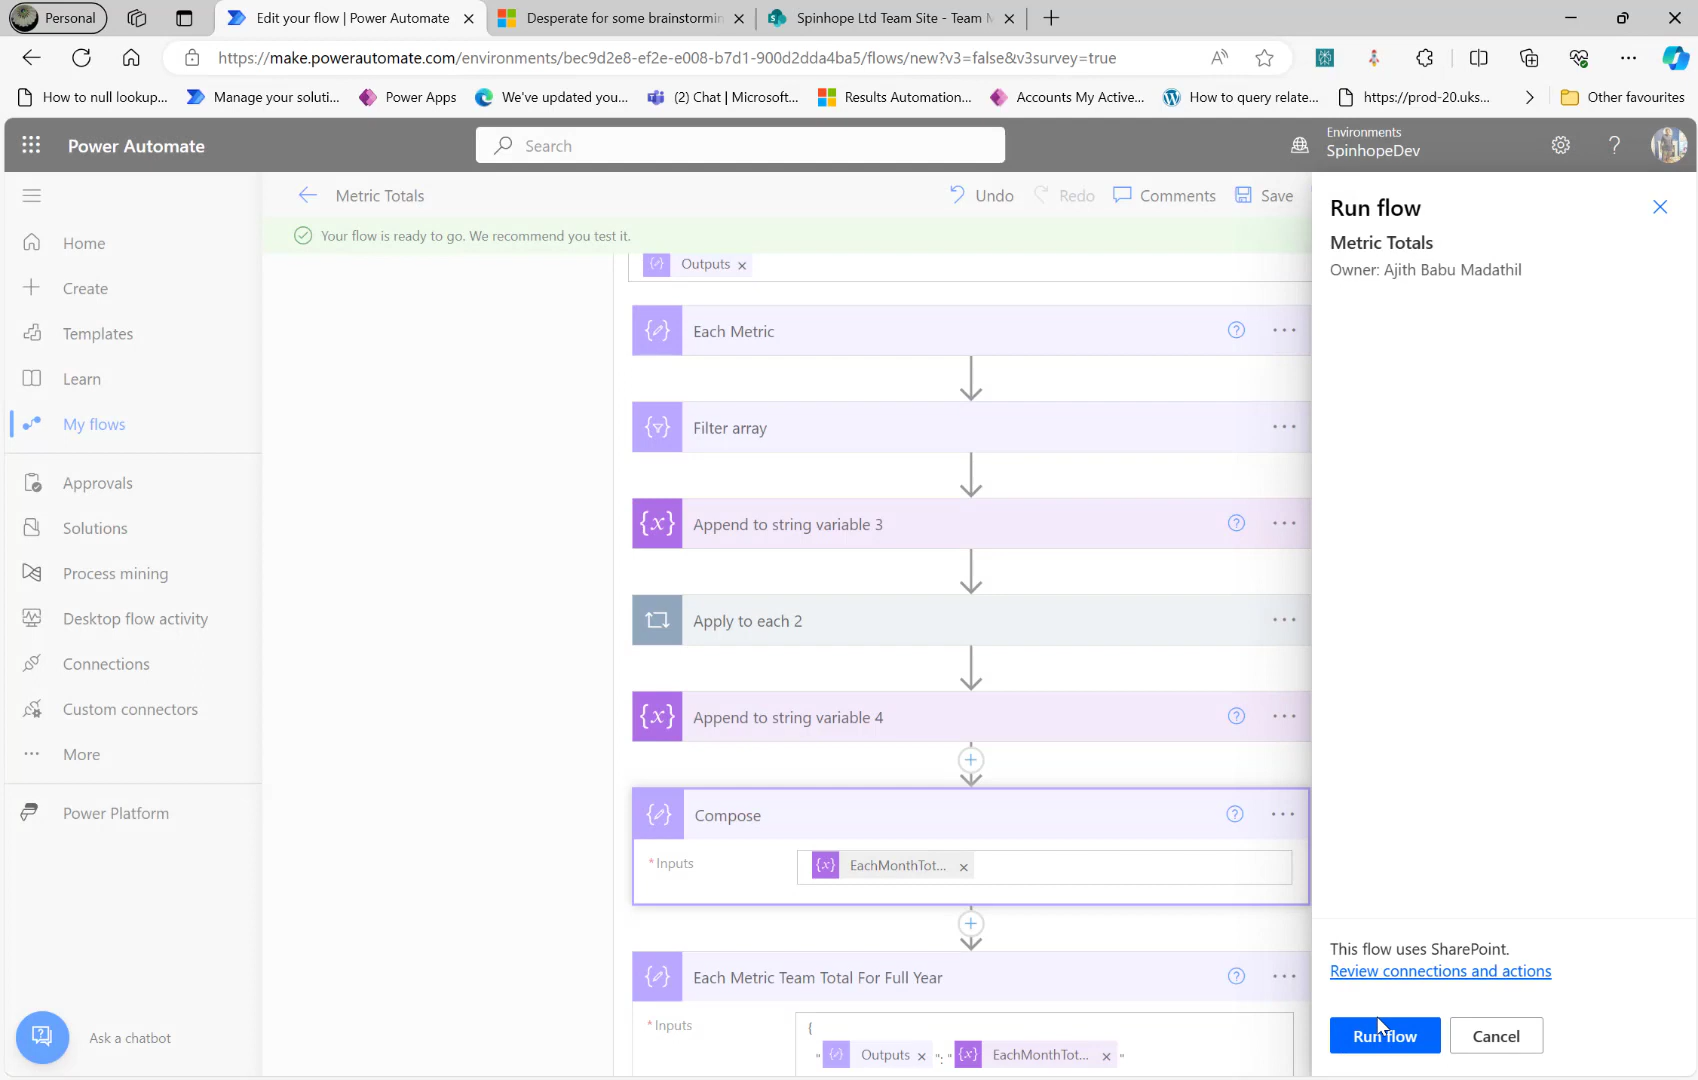 Personal
Edit your flow | Power Automate
Desperate for some brainstormin
Spinhope Ltd Team Site - Team M
https://make.powerautomate.com/environments/bec9d2e8-ef2e-e008-b7d1-900d2dda4ba5/flows/new?v3=false&v3survey=true
How to null lookup...
Manage your soluti...
Power Apps
We've updated you...
(2) Chat | Microsoft...
Results Automation...
Accounts My Active...
How to query relate...
https://prod-20.uks...
Other favourites
Power Automate
Search
Environments
SpinhopeDev
Metric Totals
Undo
Redo
Comments
Save
Your flow is ready to go. We recommend you test it.
Home
Create
Templates
Learn
My flows
Approvals
Solutions
Process mining
Desktop flow activity
Connections
Custom connectors
More
Power Platform
Ask a chatbot
Outputs
Each Metric
Filter array
Append to string variable 3
Apply to each 2
Append to string variable 4
Compose
* Inputs
EachMonthTot...
Each Metric Team Total For Full Year
* Inputs
{
" Outputs ": " EachMonthTot... "
Run flow
Metric Totals
Owner: Ajith Babu Madathil
This flow uses SharePoint.
Review connections and actions
Run flow
Cancel